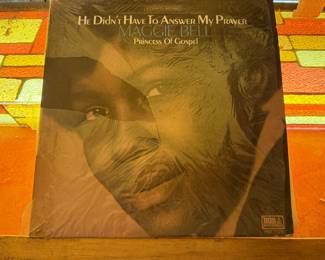 He Didn't Have To Answer My Prayer
MAGGIE BELL
Princess Of Gospel